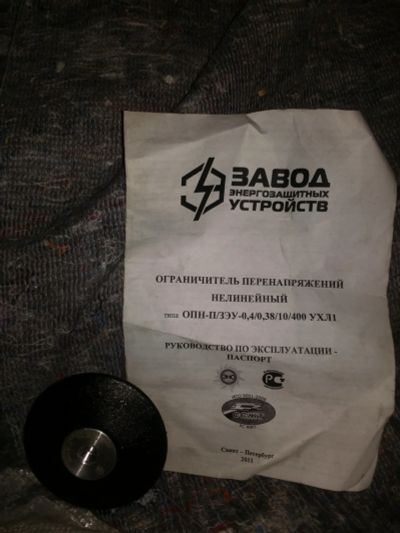 ЗАВОД
ЭНЕРГОЗАЩИТНЫХ
УСТРОЙСТВ
ОГРАНИЧИТЕЛЬ ПЕРЕНАПРЯЖЕНИЙ
НЕЛИНЕЙНЫЙ
типа ОПН-П/ЗЭУ-0,4/0,38/10/400 УХЛ1
РУКОВОДСТВО ПО ЭКСПЛУАТАЦИИ -
ПАСПОРТ
Санкт – Петербург
2011